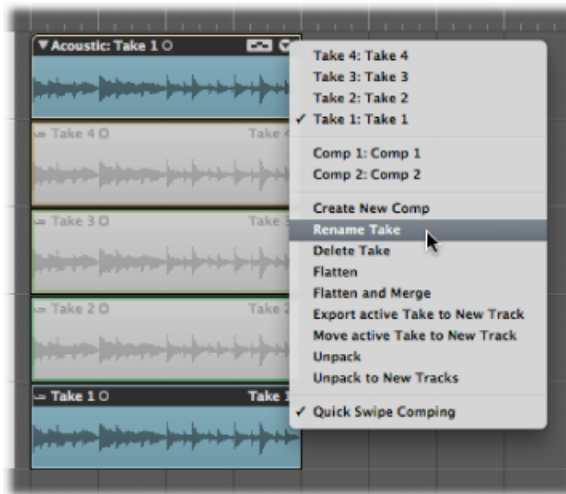 Acoustic: Take 1
Take 4: Take 4
Take 3: Take 3
Take 2: Take 2
✓ Take 1: Take 1
Comp 1: Comp 1
Comp 2: Comp 2
Create New Comp
Rename Take
Delete Take
Flatten
Flatten and Merge
Export active Take to New Track
Move active Take to New Track
Unpack
Unpack to New Tracks
✓ Quick Swipe Comping
Take 4 Take 4
Take 3 Take
Take 2 Take
Take 1 Take 1